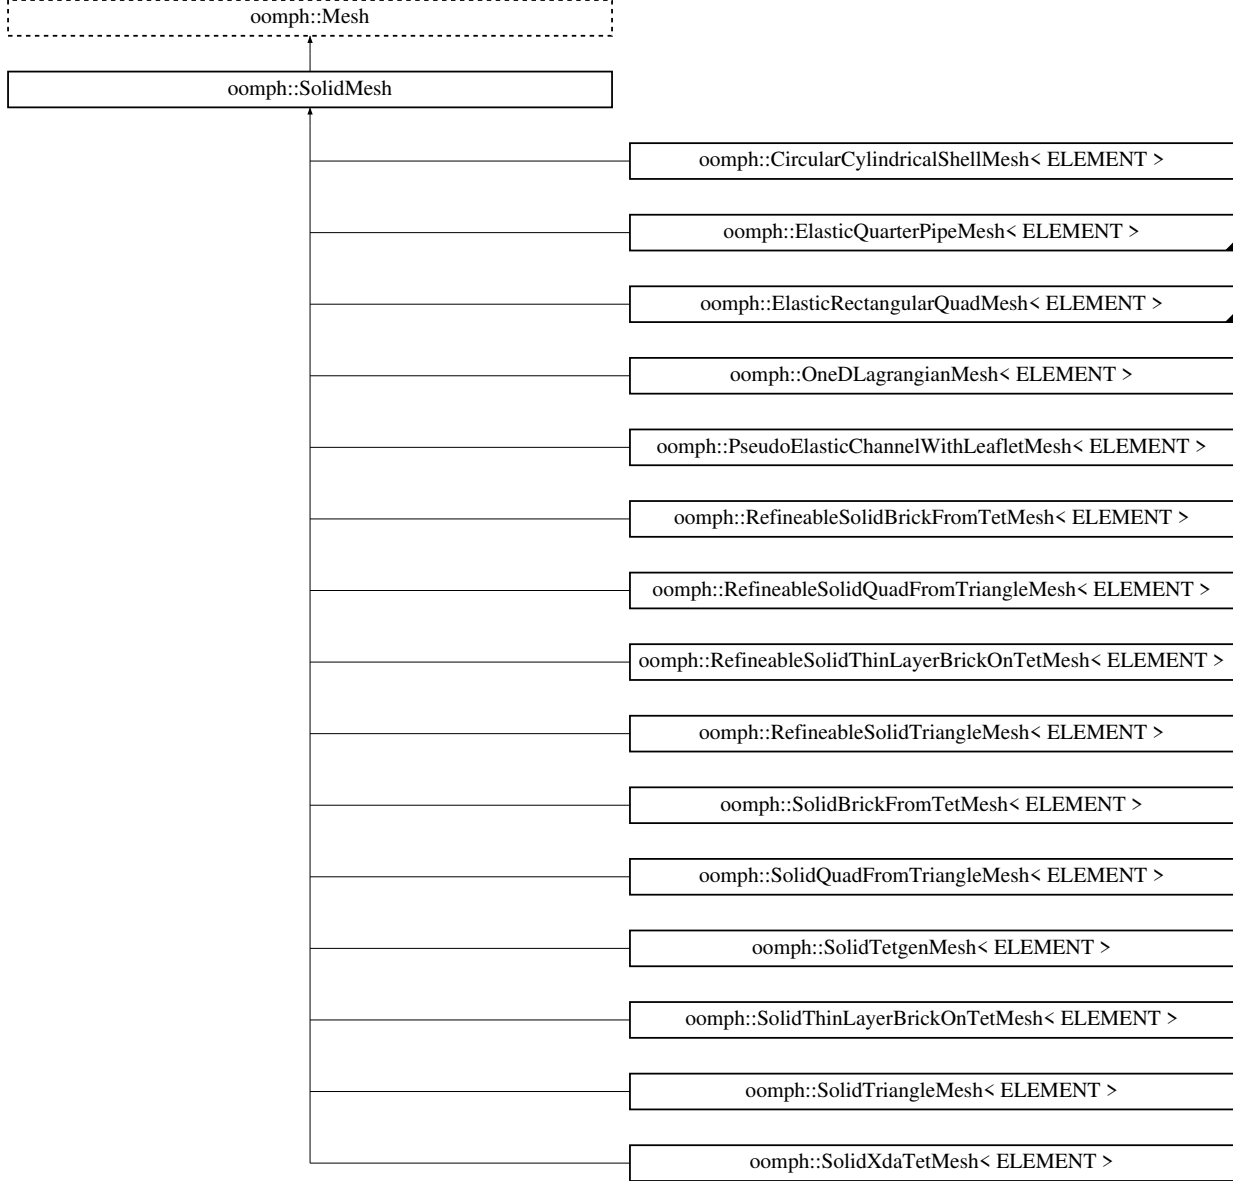 oomph::Mesh
oomph::SolidMesh
oomph::CircularCylindricalShellMesh< ELEMENT >
oomph::ElasticQuarterPipeMesh< ELEMENT >
oomph::ElasticRectangularQuadMesh< ELEMENT >
oomph::OneDLagrangianMesh< ELEMENT >
oomph::PseudoElasticChannelWithLeafletMesh< ELEMENT >
oomph::RefineableSolidBrickFromTetMesh< ELEMENT >
oomph::RefineableSolidQuadFromTriangleMesh< ELEMENT >
oomph::RefineableSolidThinLayerBrickOnTetMesh< ELEMENT >
oomph::RefineableSolidTriangleMesh< ELEMENT >
oomph::SolidBrickFromTetMesh< ELEMENT >
oomph::SolidQuadFromTriangleMesh< ELEMENT >
oomph::SolidTetgenMesh< ELEMENT >
oomph::SolidThinLayerBrickOnTetMesh< ELEMENT >
oomph::SolidTriangleMesh< ELEMENT >
oomph::SolidXdaTetMesh< ELEMENT >